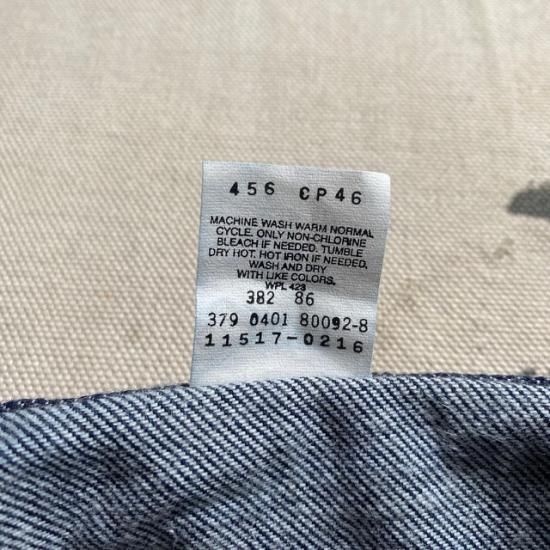 456 CP46
MACHINE WASH WARM NORMAL
CYCLE. ONLY NON-CHLORINE
BLEACH IF NEEDED. TUMBLE
DRY HOT. HOT IRON IF NEEDED,
WASH AND DRY
WITH LIKE COLORS.
WPL 423
382 86
379 0401 80092-8
11517-0216